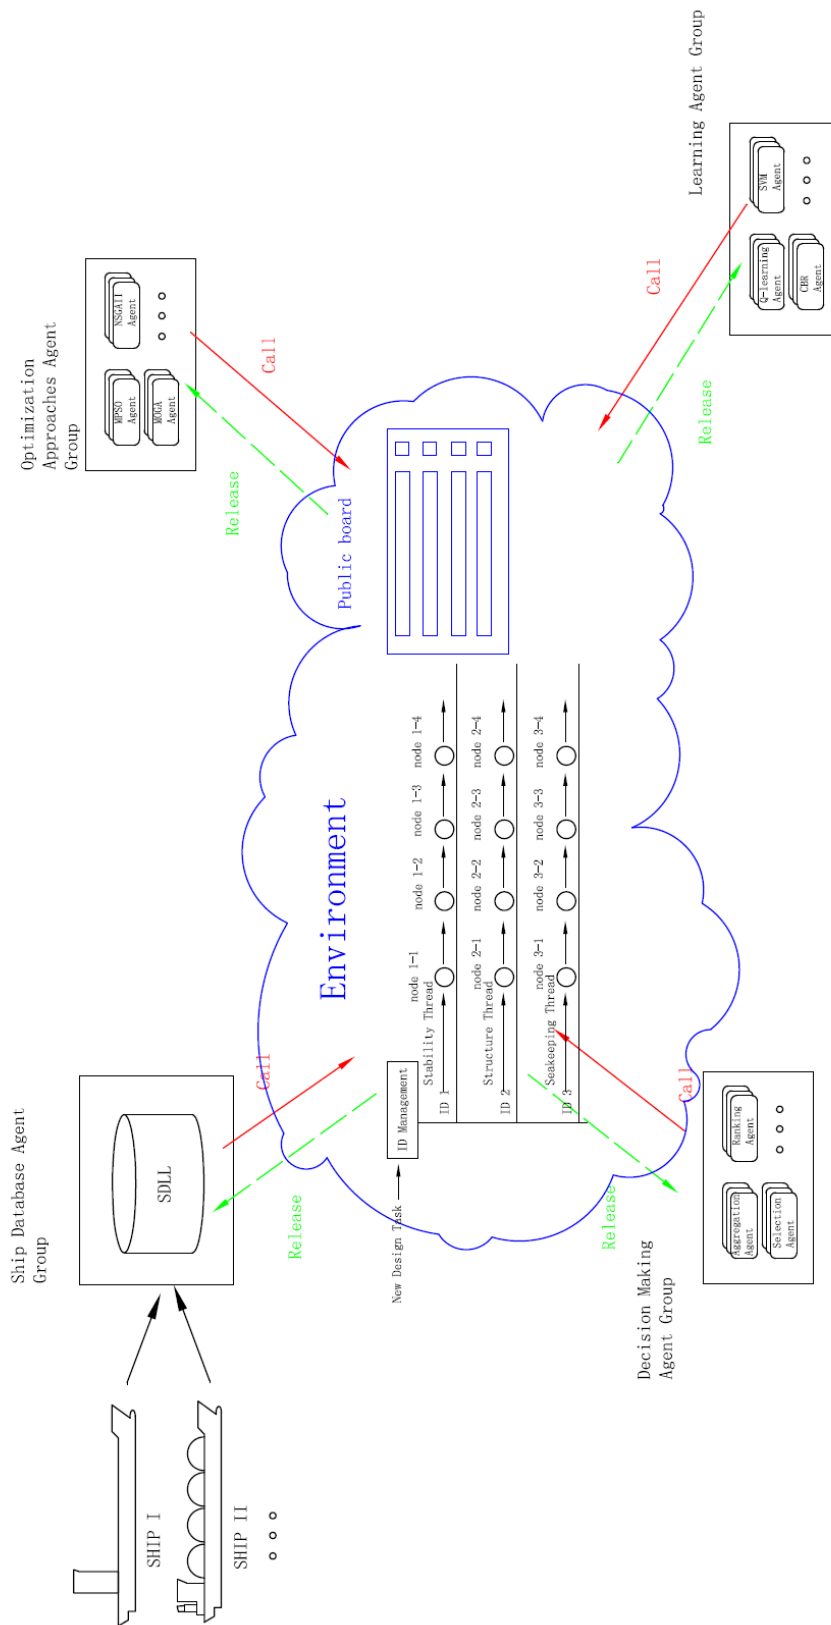 Ship Database Agent
Group
SDLL
SHIP I
SHIP II
Optimization
Approaches Agent
Group
MPSO
Agent
NSGAII
Agent
MOGA
Agent
Call
Release
Call
Release
Environment
Public board
New Design Task
ID Management
Stability Thread
ID 1
node 1-1
node 1-2
node 1-3
node 1-4
Structure Thread
ID 2
node 2-1
node 2-2
node 2-3
node 2-4
Seakeeping Thread
ID 3
node 3-1
node 3-2
node 3-3
node 3-4
Release
Call
Call
Release
Decision Making
Agent Group
Aggregation
Agent
Ranking
Agent
Selection
Agent
Learning Agent Group
Q-learning
Agent
SVM
Agent
CBR
Agent